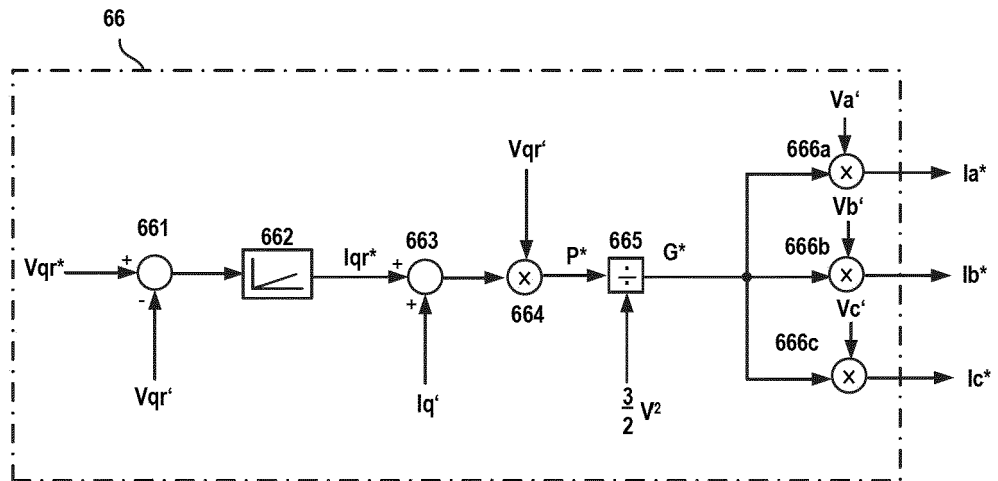 66
Va‘
666a
Ia*
Vqr‘
Vb‘
661
662
Iqr*
663
P*
665
G*
666b
Vqr*
+
-
+
+
x
÷
x
x
x
Ib*
664
Vc‘
666c
Ic*
Vqr‘
Iq‘
3/2 V²